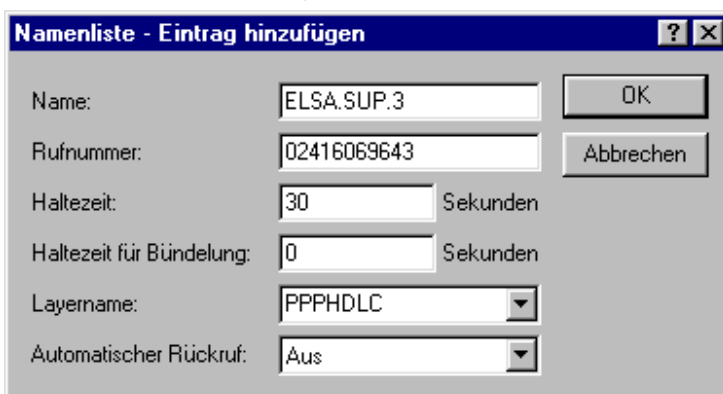 Namenliste - Eintrag hinzufügen ? X
Name: ELSA.SUP.3 OK
Rufnummer: 02416069643 Abbrechen
Haltezeit: 30 Sekunden
Haltezeit für Bündelung: 0 Sekunden
Layername: PPPHDLC
Automatischer Rückruf: Aus